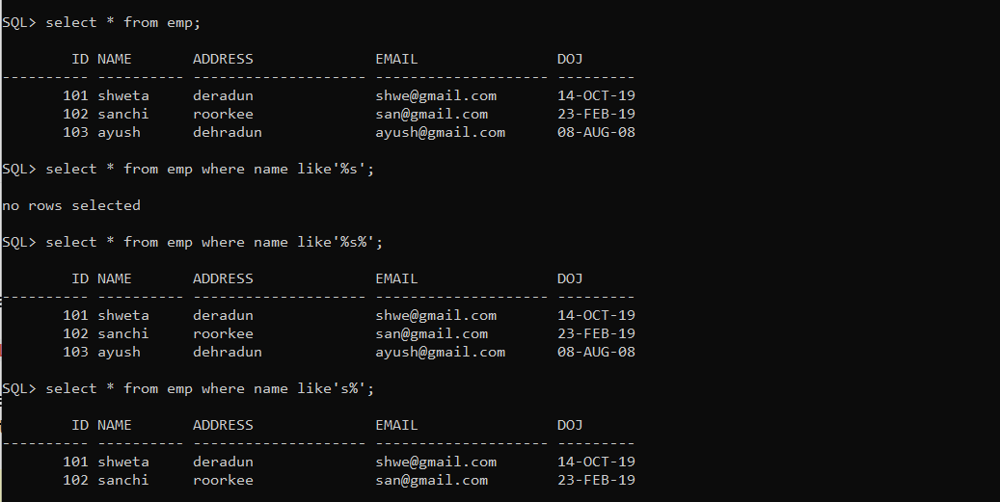 SQL> select * from emp;
        ID NAME       ADDRESS              EMAIL                DOJ
---------- ---------- -------------------- -------------------- ---------
       101 shweta     deradun              shwe@gmail.com       14-OCT-19
       102 sanchi     roorkee              san@gmail.com        23-FEB-19
       103 ayush      dehradun             ayush@gmail.com      08-AUG-08
SQL> select * from emp where name like'%s';
no rows selected
SQL> select * from emp where name like'%s%';
        ID NAME       ADDRESS              EMAIL                DOJ
---------- ---------- -------------------- -------------------- ---------
       101 shweta     deradun              shwe@gmail.com       14-OCT-19
       102 sanchi     roorkee              san@gmail.com        23-FEB-19
       103 ayush      dehradun             ayush@gmail.com      08-AUG-08
SQL> select * from emp where name like's%';
        ID NAME       ADDRESS              EMAIL                DOJ
---------- ---------- -------------------- -------------------- ---------
       101 shweta     deradun              shwe@gmail.com       14-OCT-19
       102 sanchi     roorkee              san@gmail.com        23-FEB-19